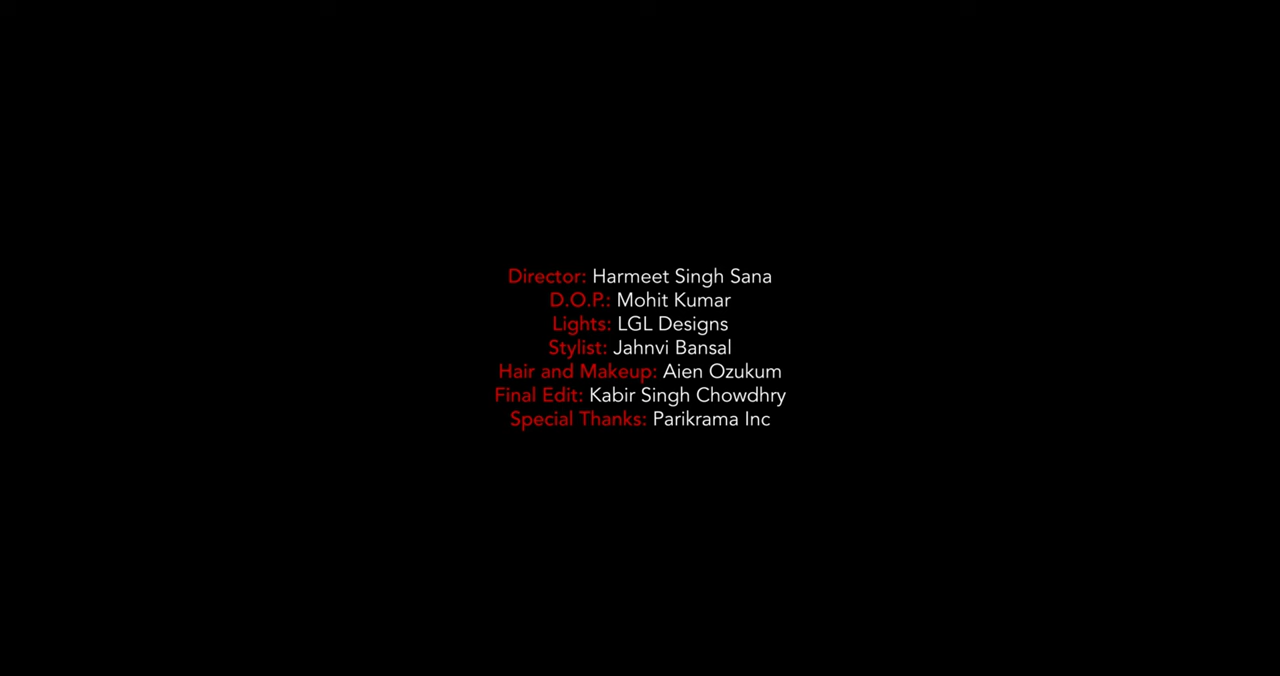 Director: Harmeet Singh Sana
D.O.P.: Mohit Kumar
Lights: LGL Designs
Stylist: Jahnvi Bansal
Hair and Makeup: Aien Ozukum
Final Edit: Kabir Singh Chowdhry
Special Thanks: Parikrama Inc